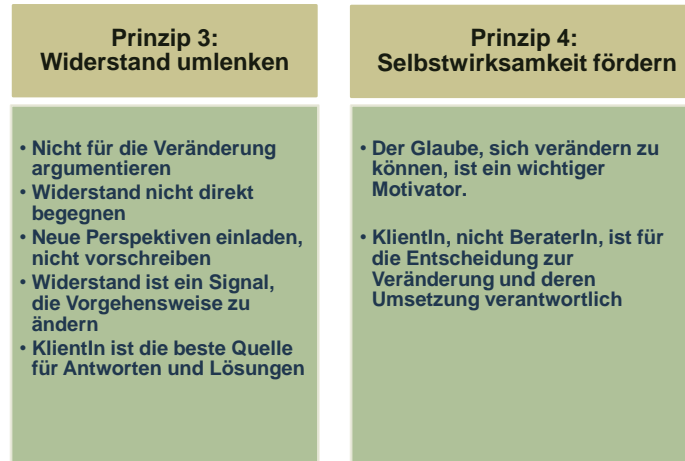 Prinzip 3:
Widerstand umlenken
• Nicht für die Veränderung
argumentieren
• Widerstand nicht direkt
begegnen
• Neue Perspektiven einladen,
nicht vorschreiben
• Widerstand ist ein Signal,
die Vorgehensweise zu
ändern
• KlientIn ist die beste Quelle
für Antworten und Lösungen
Prinzip 4:
Selbstwirksamkeit fördern
• Der Glaube, sich verändern zu
können, ist ein wichtiger
Motivator.
• KlientIn, nicht BeraterIn, ist für
die Entscheidung zur
Veränderung und deren
Umsetzung verantwortlich